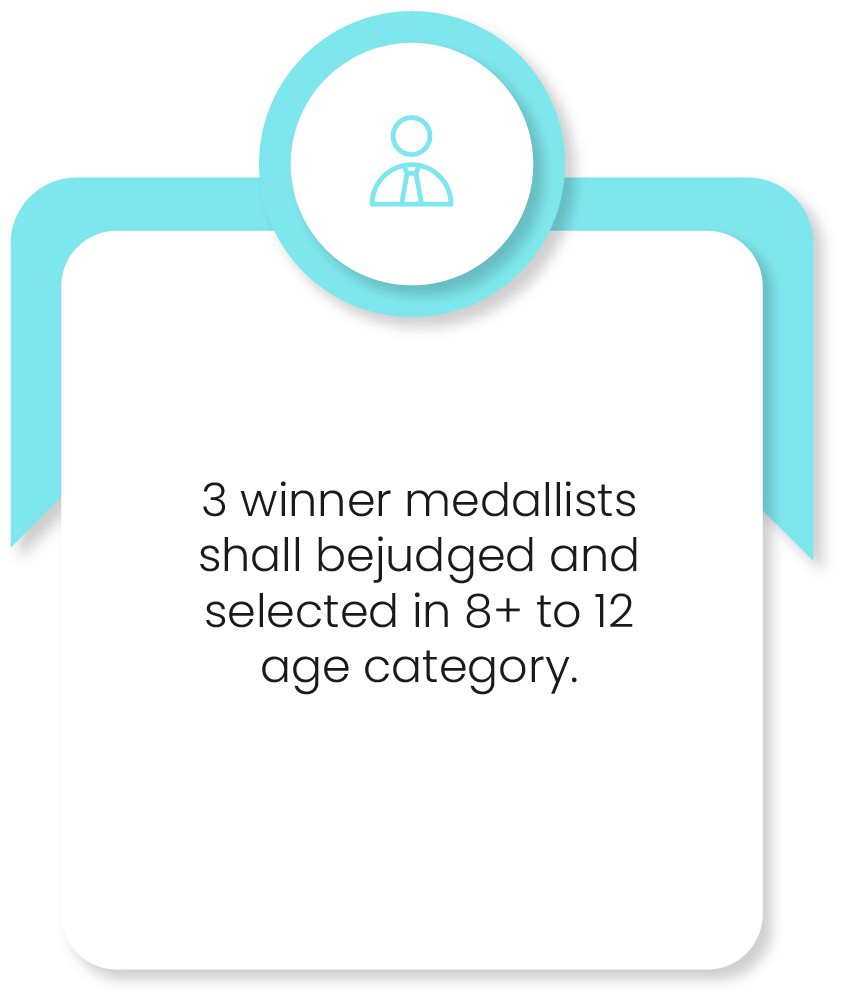 3 winner medallists
shall bejudged and
selected in 8+ to 12
age category.